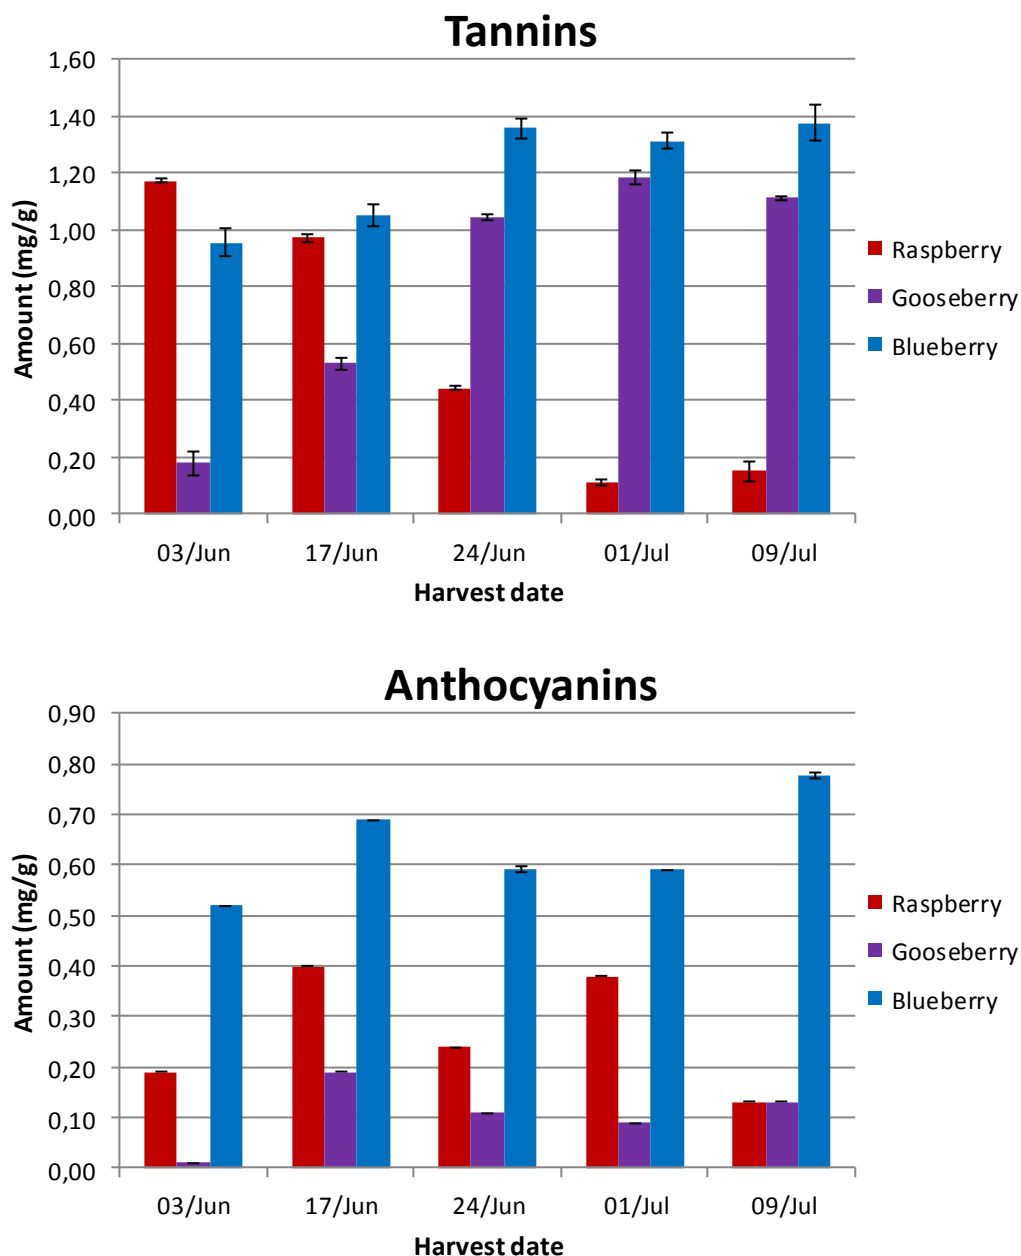 Tannins
1,60
1,40
1,20
1,00
0,80
0,60
0,40
0,20
0,00
Amount (mg/g)
03/Jun 17/Jun 24/Jun 01/Jul 09/Jul
Harvest date
Raspberry
Gooseberry
Blueberry
Anthocyanins
0,90
0,80
0,70
0,60
0,50
0,40
0,30
0,20
0,10
0,00
Amount (mg/g)
03/Jun 17/Jun 24/Jun 01/Jul 09/Jul
Harvest date
Raspberry
Gooseberry
Blueberry